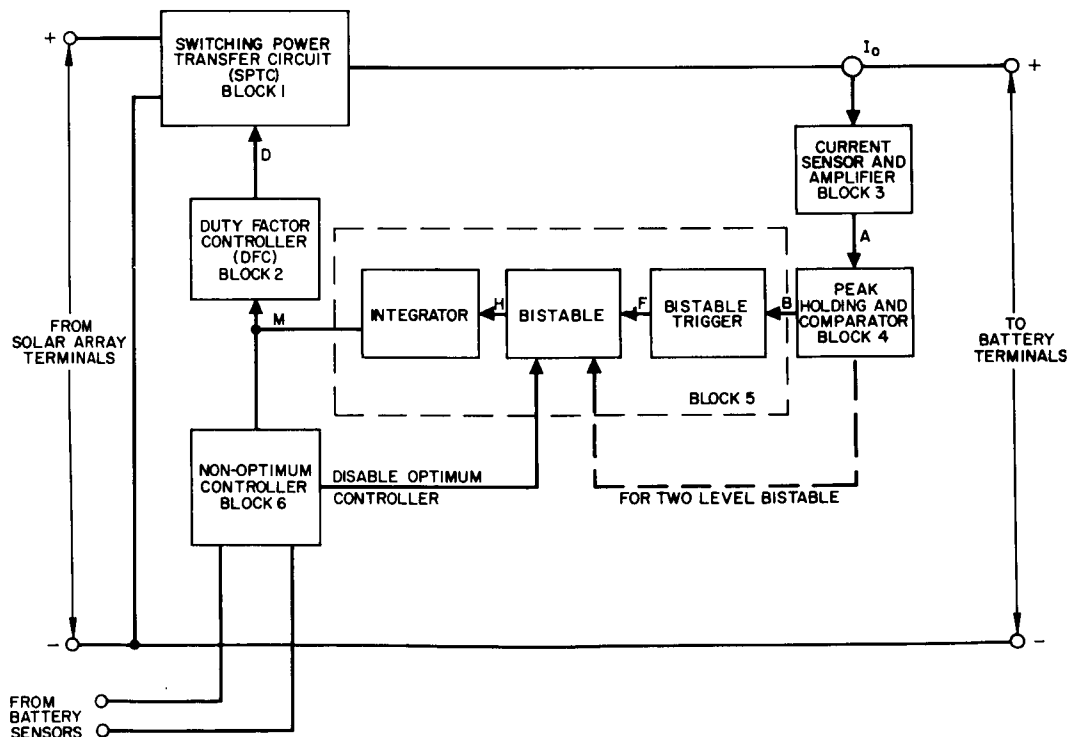 +
SWITCHING POWER
TRANSFER CIRCUIT
(SPTC)
BLOCK I
I₀
+
D
CURRENT
SENSOR AND
AMPLIFIER
BLOCK 3
A
DUTY FACTOR
CONTROLLER
(DFC)
BLOCK 2
M
INTEGRATOR
H
BISTABLE
F
BISTABLE
TRIGGER
B
PEAK
HOLDING AND
COMPARATOR
BLOCK 4
BLOCK 5
FROM
SOLAR ARRAY
TERMINALS
TO
BATTERY
TERMINALS
NON-OPTIMUM
CONTROLLER
BLOCK 6
DISABLE OPTIMUM
CONTROLLER
FOR TWO LEVEL BISTABLE
-
-
FROM
BATTERY
SENSORS